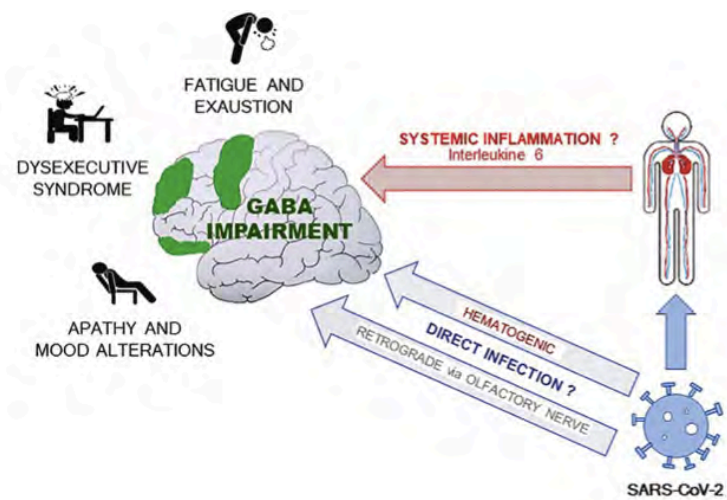 FATIGUE AND
EXAUSTION
DYSEXECUTIVE
SYNDROME
GABA
IMPAIRMENT
APATHY AND
MOOD ALTERATIONS
SYSTEMIC INFLAMMATION ?
Interleukine 6
HEMATOGENIC
DIRECT INFECTION ?
RETROGRADE via OLFACTORY NERVE
SARS-CoV-2